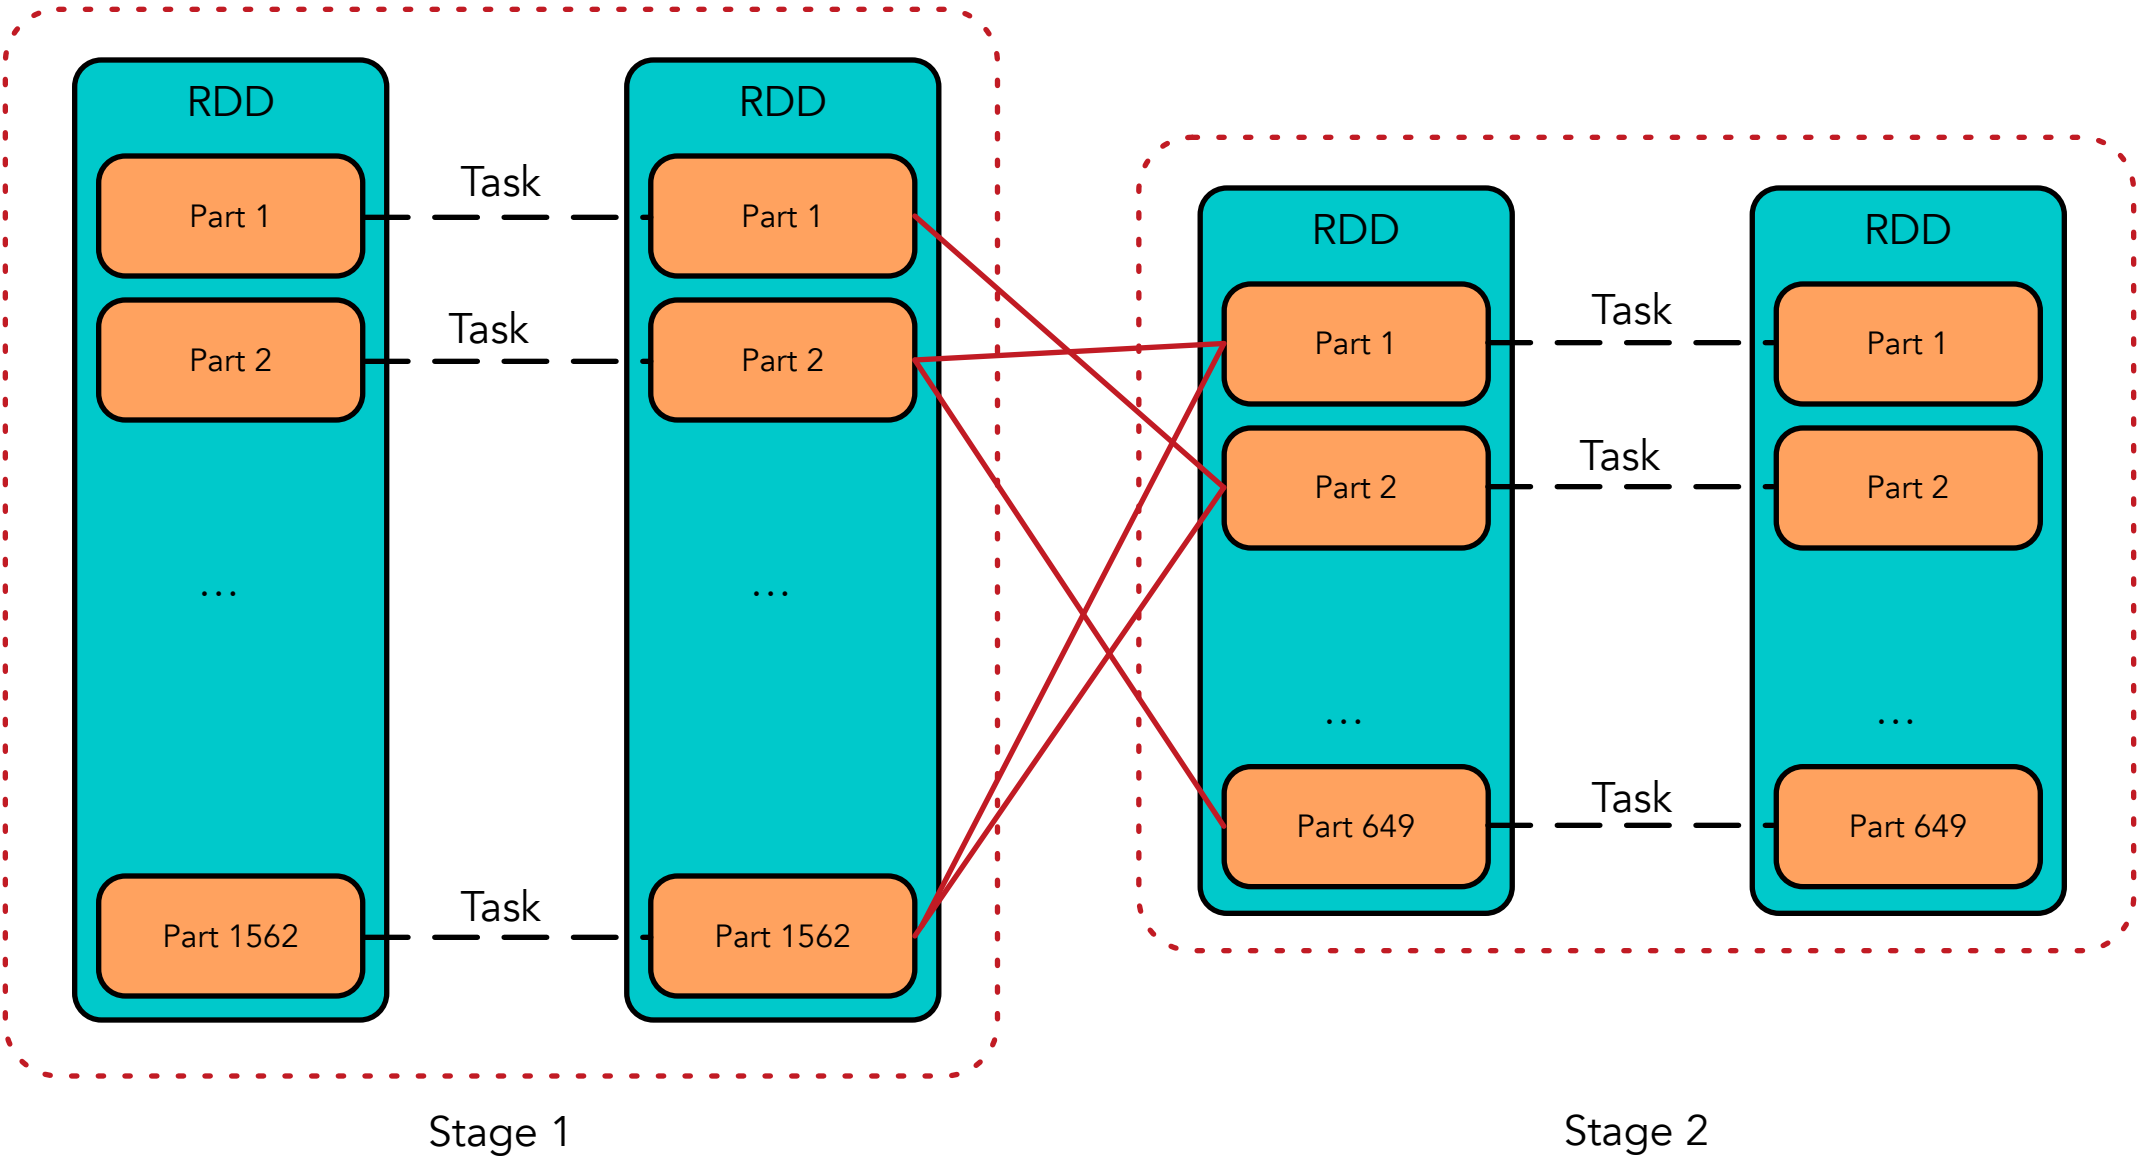 RDD
Part 1
Part 2
...
Part 1562
Task
Task
Task
RDD
Part 1
Part 2
...
Part 1562
Stage 1
RDD
Part 1
Part 2
...
Part 649
Task
Task
Task
RDD
Part 1
Part 2
...
Part 649
Stage 2